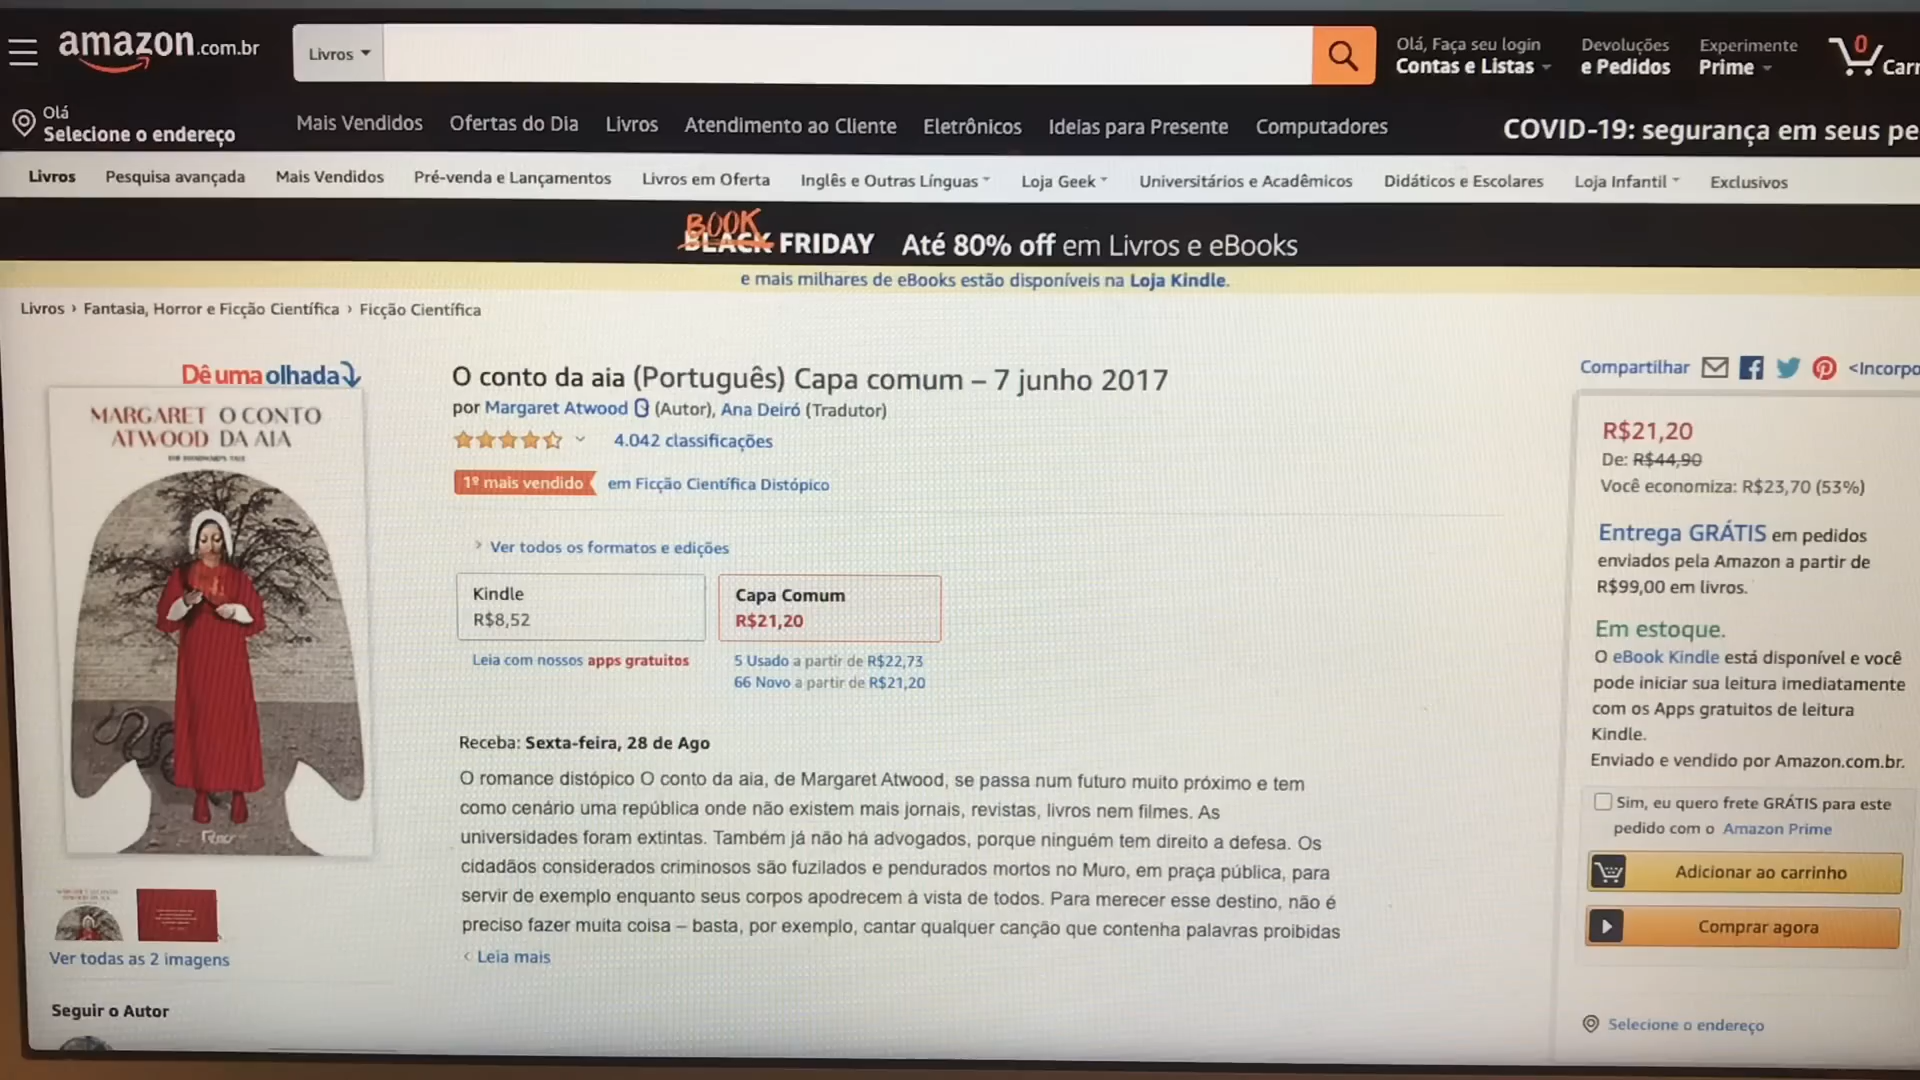 amazon.com.br
Livros
Olá, Faça seu login
Contas e Listas
Devoluções
e Pedidos
Experimente
Prime
0
Carr
Olá
Selecione o endereço
Mais Vendidos
Ofertas do Dia
Livros
Atendimento ao Cliente
Eletrônicos
Ideias para Presente
Computadores
COVID-19: segurança em seus pe
Livros
Pesquisa avançada
Mais Vendidos
Pré-venda e Lançamentos
Livros em Oferta
Inglês e Outras Línguas
Loja Geek
Universitários e Acadêmicos
Didáticos e Escolares
Loja Infantil
Exclusivos
BOOK
BLACK FRIDAY Até 80% off em Livros e eBooks
e mais milhares de eBooks estão disponíveis na Loja Kindle.
Livros › Fantasia, Horror e Ficção Científica › Ficção Científica
Dê uma olhada
MARGARET O CONTO
ATWOOD DA AIA
Rocco
Ver todas as 2 imagens
Seguir o Autor
O conto da aia (Português) Capa comum – 7 junho 2017
por Margaret Atwood (Autor), Ana Deiró (Tradutor)
4.042 classificações
1º mais vendido em Ficção Científica Distópico
› Ver todos os formatos e edições
Kindle
R$8,52
Leia com nossos apps gratuitos
Capa Comum
R$21,20
5 Usado a partir de R$22,73
66 Novo a partir de R$21,20
Receba: Sexta-feira, 28 de Ago
O romance distópico O conto da aia, de Margaret Atwood, se passa num futuro muito próximo e tem
como cenário uma república onde não existem mais jornais, revistas, livros nem filmes. As
universidades foram extintas. Também já não há advogados, porque ninguém tem direito a defesa. Os
cidadãos considerados criminosos são fuzilados e pendurados mortos no Muro, em praça pública, para
servir de exemplo enquanto seus corpos apodrecem à vista de todos. Para merecer esse destino, não é
preciso fazer muita coisa – basta, por exemplo, cantar qualquer canção que contenha palavras proibidas
‹ Leia mais
Compartilhar
<Incorpo
R$21,20
De: R$44,90
Você economiza: R$23,70 (53%)
Entrega GRÁTIS em pedidos
enviados pela Amazon a partir de
R$99,00 em livros.
Em estoque.
O eBook Kindle está disponível e você
pode iniciar sua leitura imediatamente
com os Apps gratuitos de leitura
Kindle.
Enviado e vendido por Amazon.com.br.
Sim, eu quero frete GRÁTIS para este
pedido com o Amazon Prime
Adicionar ao carrinho
Comprar agora
Selecione o endereço